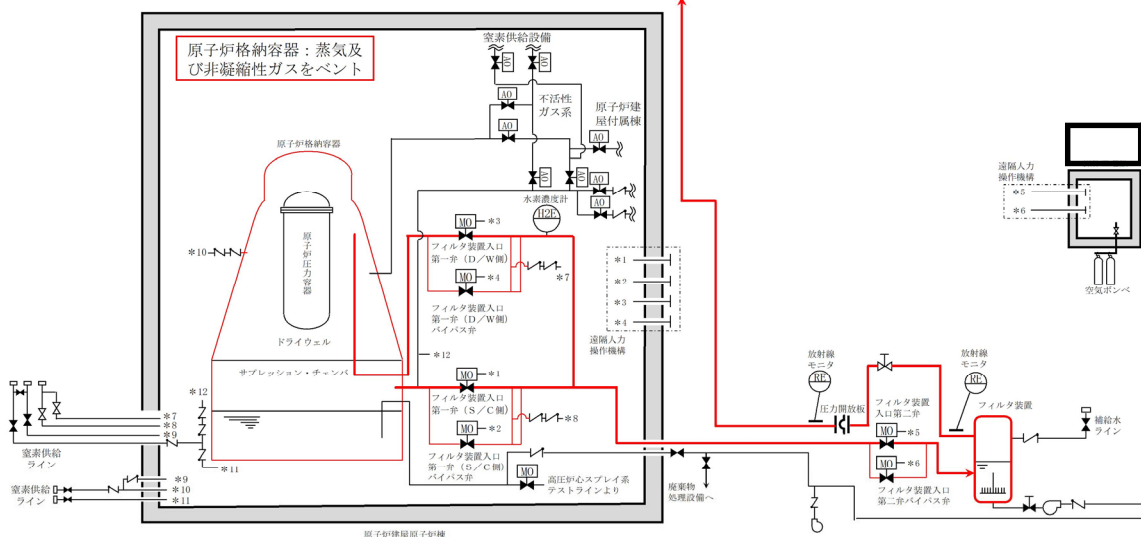 原子炉格納容器：蒸気及
び非凝縮性ガスをベント
窒素供給設備
AO
AO
AO
不活性
ガス系
AO
原子炉建
屋付属棟
AO
AO
AO
AO
AO
原子炉格納容器
原子炉圧力容器
ドライウェル
サプレッション・チェンバ
＊10
水素濃度計
H2E
MO
＊3
フィルタ装置入口
第一弁（D／W側）
MO
＊4
＊7
フィルタ装置入口
第一弁（D／W側）
バイパス弁
＊12
MO
＊1
フィルタ装置入口
第一弁（S／C側）
MO
＊2
＊8
フィルタ装置入口
第一弁（S／C側）
バイパス弁
MO
高圧炉心スプレイ系
テストラインより
＊1
＊2
＊3
＊4
遠隔人力
操作機構
遠隔人力
操作機構
＊5
＊6
空気ボンベ
＊12
＊11
＊7
＊8
＊9
窒素供給
ライン
＊9
＊10
＊11
窒素供給
ライン
廃棄物
処理設備へ
放射線
モニタ
RE
圧力開放板
放射線
モニタ
RE
フィルタ装置
フィルタ装置
入口第二弁
MO
＊5
MO
＊6
フィルタ装置入口
第二弁バイパス弁
補給水
ライン
原子炉建屋原子炉棟